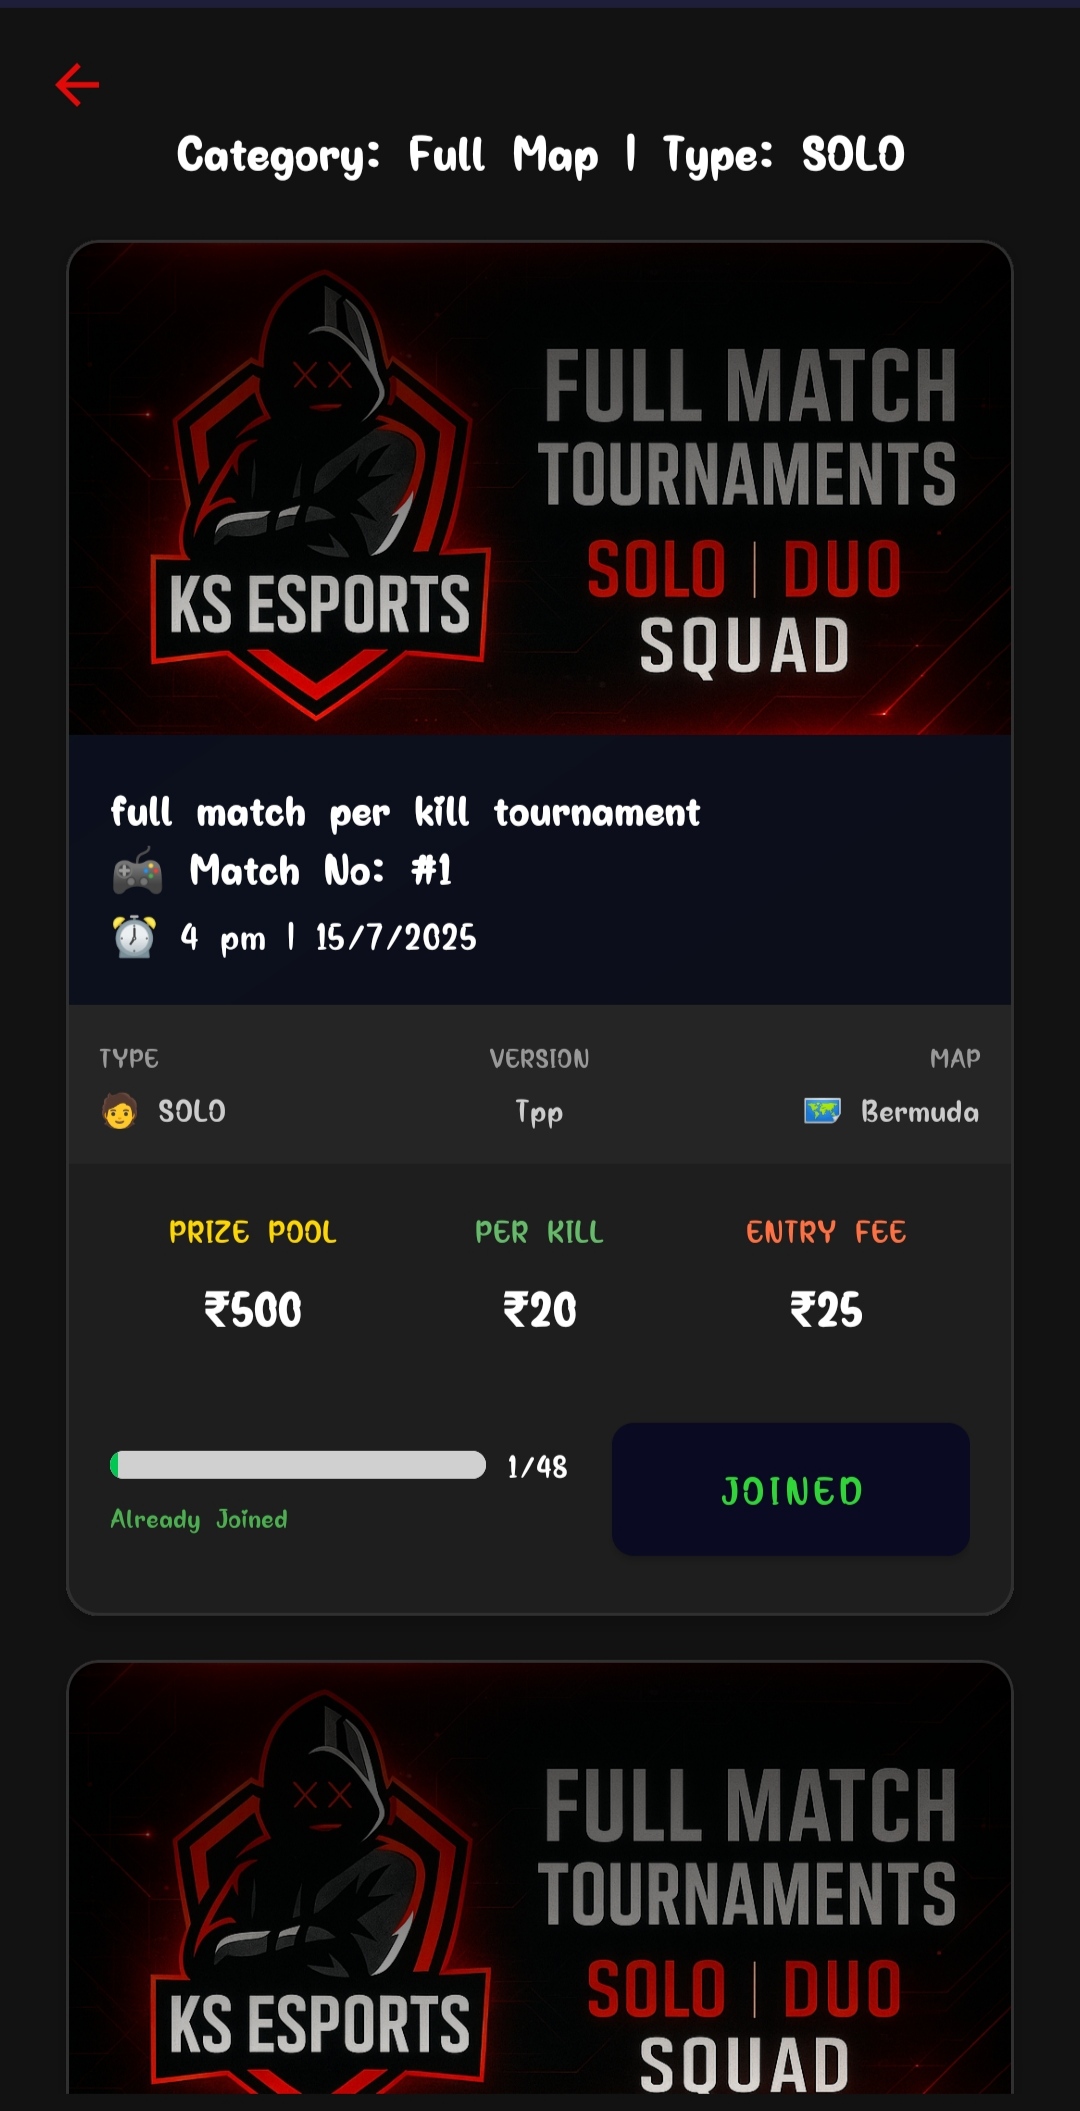 Category: Full Map | Type: SOLO
KS ESPORTS
FULL MATCH
TOURNAMENTS
SOLO | DUO
SQUAD
full match per kill tournament
🎮 Match No: #1
⏰ 4 pm | 15/7/2025
TYPE VERSION MAP
🧑 SOLO Tpp 🗺️ Bermuda
PRIZE POOL PER KILL ENTRY FEE
₹500 ₹20 ₹25
1/48
Already Joined
JOINED
KS ESPORTS
FULL MATCH
TOURNAMENTS
SOLO | DUO
SQUAD